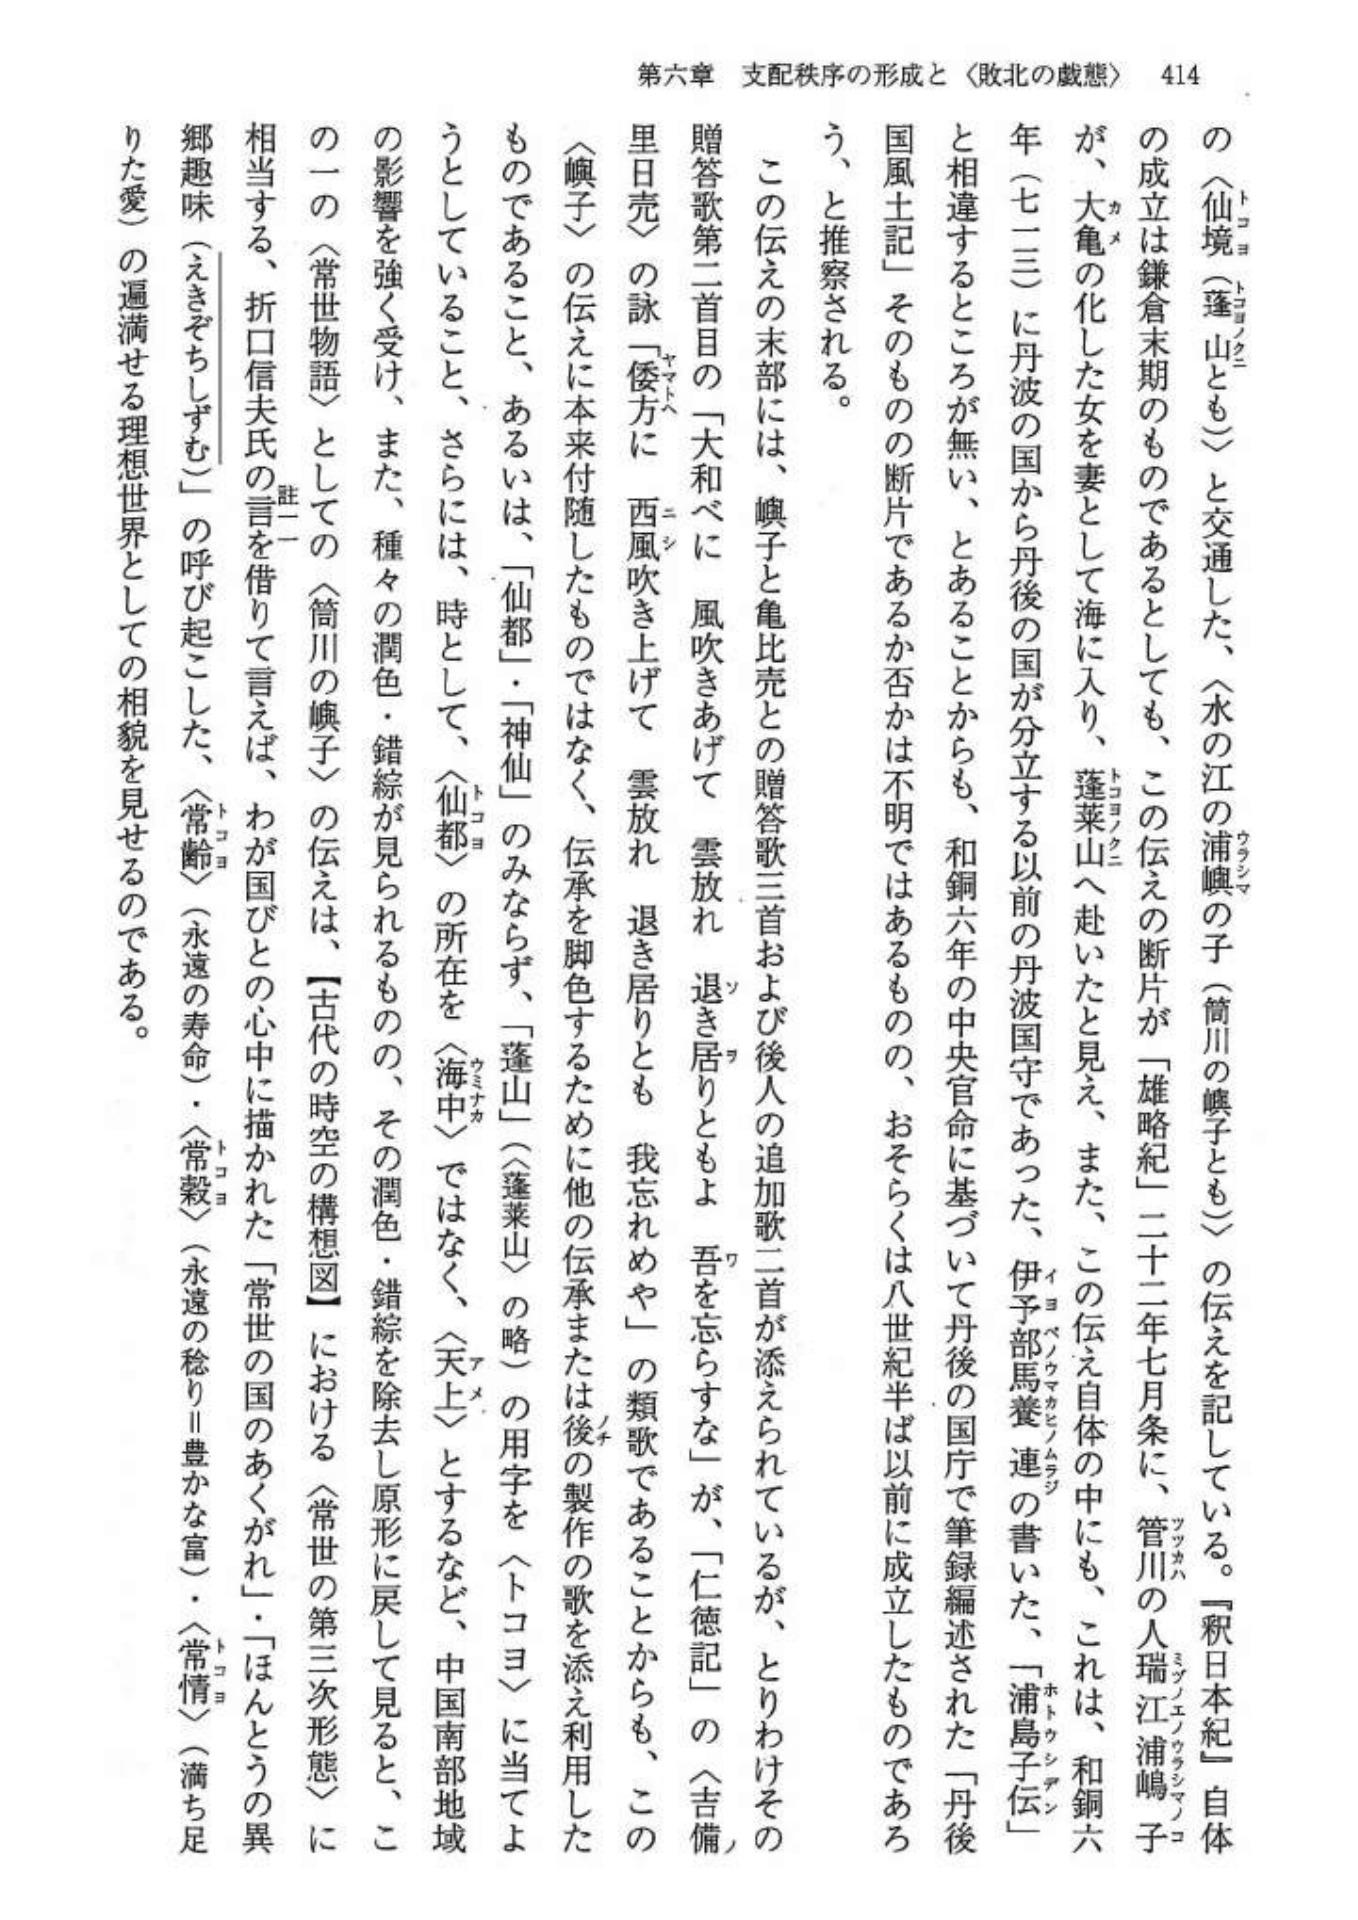 第六章　支配秩序の形成と〈敗北の戯態〉　414
の〈仙境（蓬山とも）〉と交通した、〈水の江の浦嶼の子（筒川の嶼子とも）〉の伝えを記している。『釈日本紀』自体
の成立は鎌倉末期のものであるとしても、この伝えの断片が「雄略紀」二十二年七月条に、管川の人瑞江浦嶋子
が、大亀の化した女を妻として海に入り、蓬莱山へ赴いたと見え、また、この伝え自体の中にも、これは、和銅六
年（七一三）に丹波の国から丹後の国が分立する以前の丹波国守であった、伊予部馬養連の書いた、「浦島子伝」
と相違するところが無い、とあることからも、和銅六年の中央官命に基づいて丹後の国庁で筆録編述された「丹後
国風土記」そのものの断片であるか否かは不明ではあるものの、おそらくは八世紀半ば以前に成立したものであろ
う、と推察される。
この伝えの末部には、嶼子と亀比売との贈答歌三首および後人の追加歌二首が添えられているが、とりわけその
贈答歌第二首目の「大和べに　風吹きあげて　雲放れ　退き居りともよ　吾を忘らすな」が、「仁徳記」の〈吉備
里日売〉の詠「倭方に　西風吹き上げて　雲放れ　退き居りとも　我忘れめや」の類歌であることからも、この
〈嶼子〉の伝えに本来付随したものではなく、伝承を脚色するために他の伝承または後の製作の歌を添え利用した
ものであること、あるいは、「仙都」・「神仙」のみならず、「蓬山」（〈蓬莱山〉の略）の用字を〈トコヨ〉に当てよ
うとしていること、さらには、時として、〈仙都〉の所在を〈海中〉ではなく、〈天上〉とするなど、中国南部地域
の影響を強く受け、また、種々の潤色・錯綜が見られるものの、その潤色・錯綜を除去し原形に戻して見ると、こ
の一の〈常世物語〉としての〈筒川の嶼子〉の伝えは、【古代の時空の構想図】における〈常世の第三次形態〉に
相当する、折口信夫氏の言を借りて言えば、わが国びとの心中に描かれた「常世の国のあくがれ」・「ほんとうの異
郷趣味（えきぞちしずむ）」の呼び起こした、〈常齢〉（永遠の寿命）・〈常穀〉（永遠の稔り＝豊かな富）・〈常情〉（満ち足
りた愛）の遍満せる理想世界としての相貌を見せるのである。